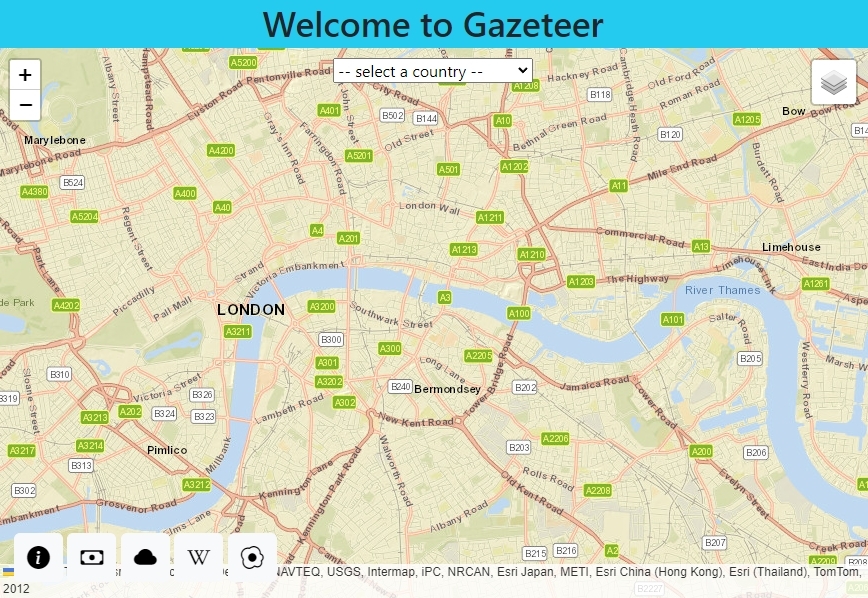 Welcome to Gazeteer
+
−
-- select a country --
A5200
Pentonville Road
City Road
A1208
Hackney Road
Cambridge Heath Road
Old Ford Road
Roman Road
B118
Albany Street
Hampstead Road
Euston Road
A401
John Street
B502
B144
A10
Old Street
Bethnal Green Road
B120
A1205
Bow
Bow Road
Marylebone
Marylebone Road
A4200
Gray's Inn Road
Farringdon Road
A5201
A501
A1202
Mile End Road
Burdett Road
B524
A4380
A400
A40
A11
A5204
Regent Street
London Wall
A1211
A4
A201
A1213
Commercial Road
A13
Limehouse
A1210
Strand
Victoria Embankment
Park Lane
A1203
The Highway
Limehouse Link
East India Do
A1261
Piccadilly
Pall Mall
de Park
A4202
LONDON
A3211
A3200
A3
River Thames
A100
A101
Salter Road
Southwark Street
B300
A300
Long Lane
A2205
B205
Westferry Road
A301
A3202
B310
Victoria Street
B326
B240
Bermondsey
Tower Bridge Road
B202
Jamaica Road
Marsh W
B319
Sloane Street
A202
B324
B323
A302
Lambeth Road
Lower Road
A3213
New Kent Road
A3217
A3214
Pimlico
Millbank
A2206
B203
A200
B206
B313
B302
A3212
Kennington Lane
Kennington Park Road
Walworth Road
Rolls Road
Old Kent Road
A2208
Evelyn Street
Embankment
Grosvenor Road
Elms Lane
Albany Road
B215
B216
A2
B207
Creek Road
A2209
B208
i
W
NAVTEQ, USGS, Intermap, iPC, NRCAN, Esri Japan, METI, Esri China (Hong Kong), Esri (Thailand), TomTom,
2012
B2227